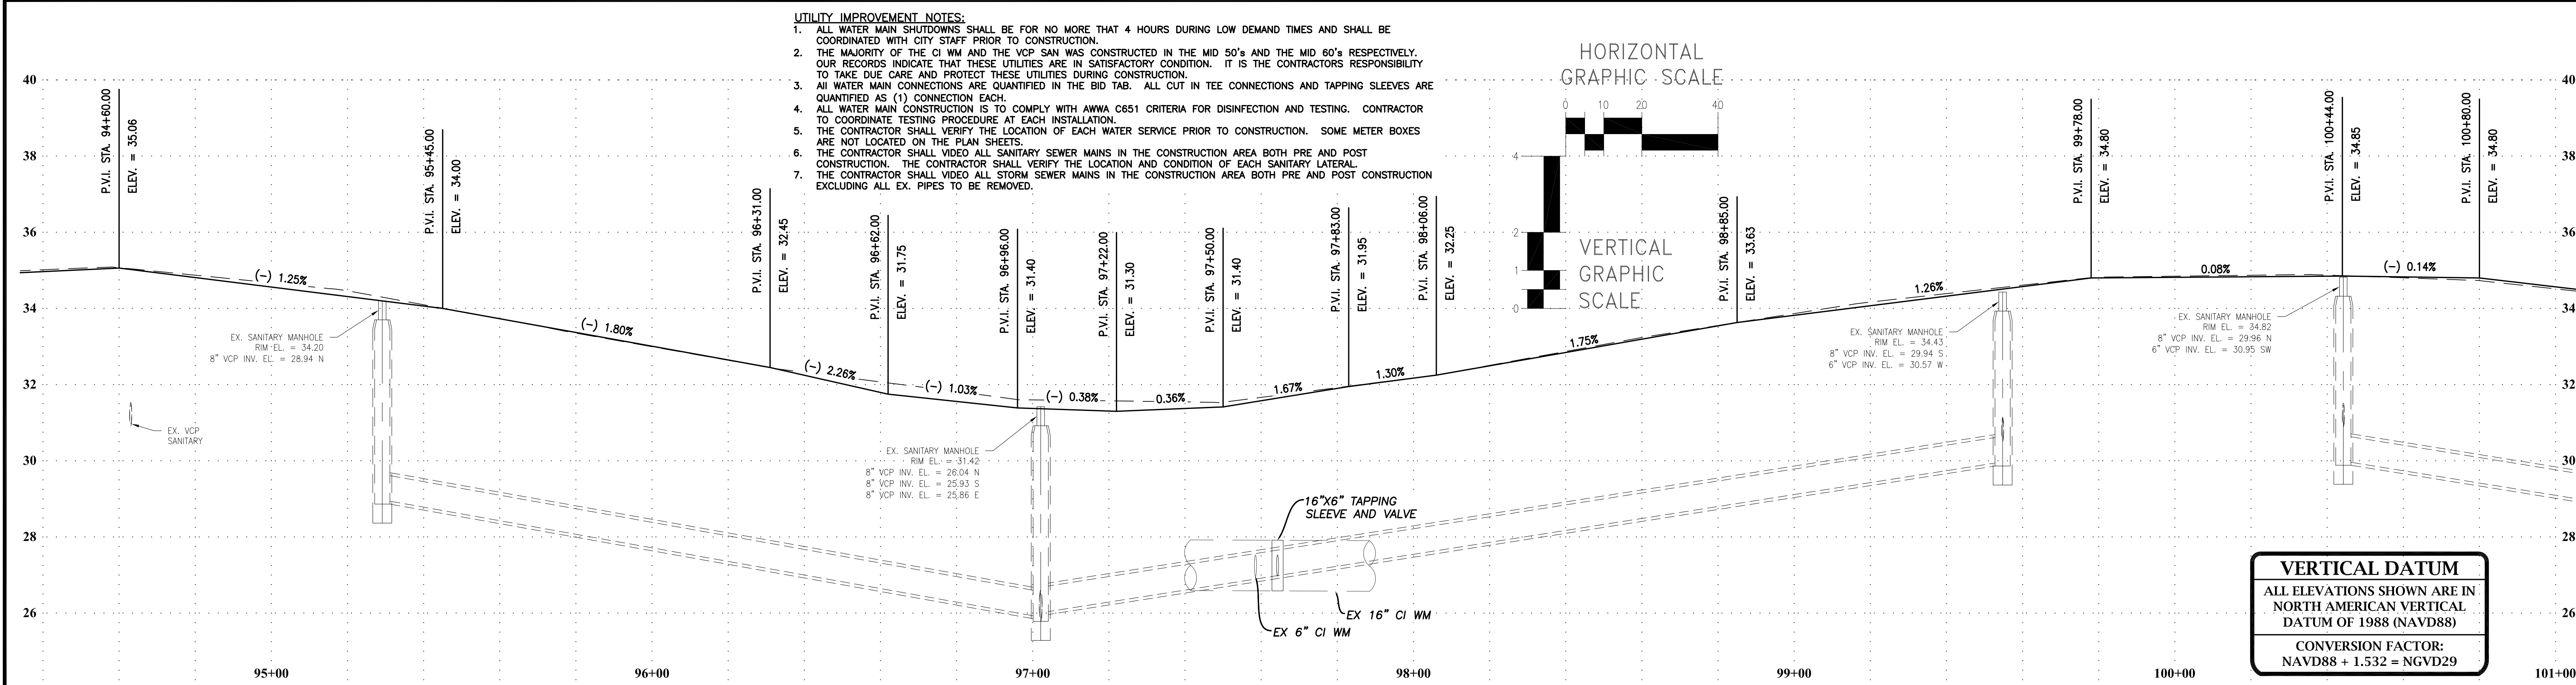 UTILITY IMPROVEMENT NOTES:
1. ALL WATER MAIN SHUTDOWNS SHALL BE FOR NO MORE THAT 4 HOURS DURING LOW DEMAND TIMES AND SHALL BE
COORDINATED WITH CITY STAFF PRIOR TO CONSTRUCTION.
2. THE MAJORITY OF THE CI WM AND THE VCP SAN WAS CONSTRUCTED IN THE MID 50's AND THE MID 60's RESPECTIVELY.
OUR RECORDS INDICATE THAT THESE UTILITIES ARE IN SATISFACTORY CONDITION. IT IS THE CONTRACTORS RESPONSIBILITY
TO TAKE DUE CARE AND PROTECT THESE UTILITIES DURING CONSTRUCTION.
3. All WATER MAIN CONNECTIONS ARE QUANTIFIED IN THE BID TAB. ALL CUT IN TEE CONNECTIONS AND TAPPING SLEEVES ARE
QUANTIFIED AS (1) CONNECTION EACH.
4. ALL WATER MAIN CONSTRUCTION IS TO COMPLY WITH AWWA C651 CRITERIA FOR DISINFECTION AND TESTING. CONTRACTOR
TO COORDINATE TESTING PROCEDURE AT EACH INSTALLATION.
5. THE CONTRACTOR SHALL VERIFY THE LOCATION OF EACH WATER SERVICE PRIOR TO CONSTRUCTION. SOME METER BOXES
ARE NOT LOCATED ON THE PLAN SHEETS.
6. THE CONTRACTOR SHALL VIDEO ALL SANITARY SEWER MAINS IN THE CONSTRUCTION AREA BOTH PRE AND POST
CONSTRUCTION. THE CONTRACTOR SHALL VERIFY THE LOCATION AND CONDITION OF EACH SANITARY LATERAL.
7. THE CONTRACTOR SHALL VIDEO ALL STORM SEWER MAINS IN THE CONSTRUCTION AREA BOTH PRE AND POST CONSTRUCTION
EXCLUDING ALL EX. PIPES TO BE REMOVED.
HORIZONTAL
GRAPHIC SCALE
0 10 20 40
4
2
1
0
VERTICAL
GRAPHIC
SCALE
40
38
36
34
32
30
28
26
P.V.I. STA. 94+60.00
ELEV. = 35.06
P.V.I. STA. 95+45.00
ELEV. = 34.00
P.V.I. STA. 96+31.00
ELEV. = 32.45
P.V.I. STA. 96+62.00
ELEV. = 31.75
P.V.I. STA. 96+96.00
ELEV. = 31.40
P.V.I. STA. 97+22.00
ELEV. = 31.30
P.V.I. STA. 97+50.00
ELEV. = 31.40
P.V.I. STA. 97+83.00
ELEV. = 31.95
P.V.I. STA. 98+06.00
ELEV. = 32.25
P.V.I. STA. 98+85.00
ELEV. = 33.63
P.V.I. STA. 99+78.00
ELEV. = 34.80
P.V.I. STA. 100+44.00
ELEV. = 34.85
P.V.I. STA. 100+80.00
ELEV. = 34.80
(-) 1.25%
(-) 1.80%
(-) 2.26%
(-) 1.03%
(-) 0.38%
0.36%
1.67%
1.30%
1.75%
1.26%
0.08%
(-) 0.14%
EX. SANITARY MANHOLE
RIM EL. = 34.20
8" VCP INV. EL. = 28.94 N
EX. VCP
SANITARY
EX. SANITARY MANHOLE
RIM EL. = 31.42
8" VCP INV. EL. = 26.04 N
8" VCP INV. EL. = 25.93 S
8" VCP INV. EL. = 25.86 E
16"X6" TAPPING
SLEEVE AND VALVE
EX 16" CI WM
EX 6" CI WM
EX. SANITARY MANHOLE
RIM EL. = 34.43
8" VCP INV. EL. = 29.94 S
6" VCP INV. EL. = 30.57 W
EX. SANITARY MANHOLE
RIM EL. = 34.82
8" VCP INV. EL. = 29.96 N
6" VCP INV. EL. = 30.95 SW
40
38
36
34
32
30
28
26
VERTICAL DATUM
ALL ELEVATIONS SHOWN ARE IN
NORTH AMERICAN VERTICAL
DATUM OF 1988 (NAVD88)
CONVERSION FACTOR:
NAVD88 + 1.532 = NGVD29
95+00 96+00 97+00 98+00 99+00 100+00